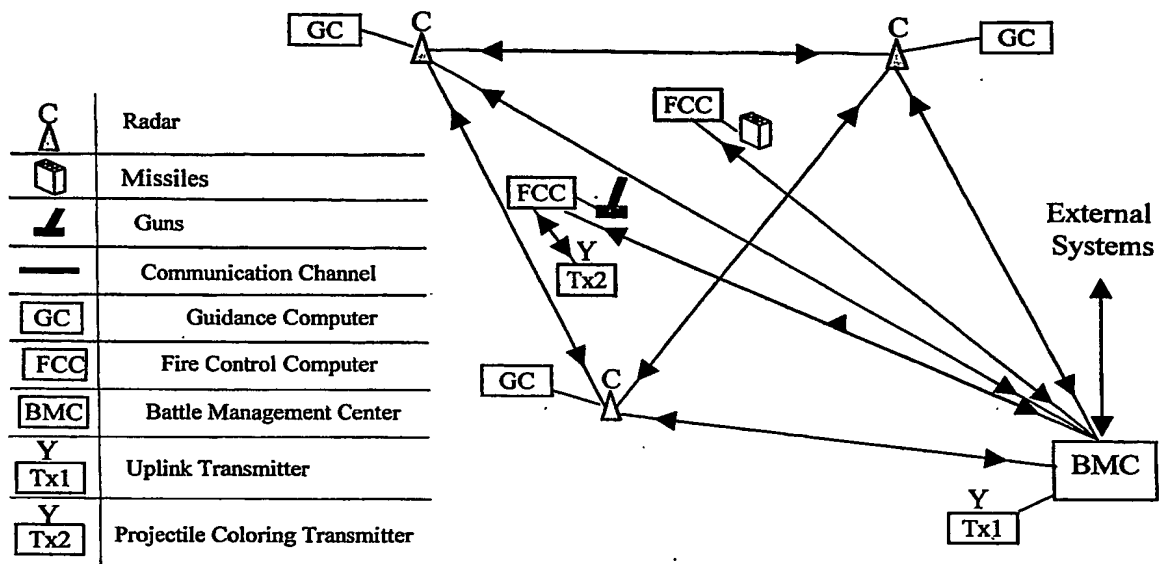 C
GC
C
GC
FCC
FCC
Y
Tx2
External
Systems
GC
C
BMC
Y
Tx1
C
Radar
Missiles
Guns
Communication Channel
GC
Guidance Computer
FCC
Fire Control Computer
BMC
Battle Management Center
Y
Tx1
Uplink Transmitter
Y
Tx2
Projectile Coloring Transmitter